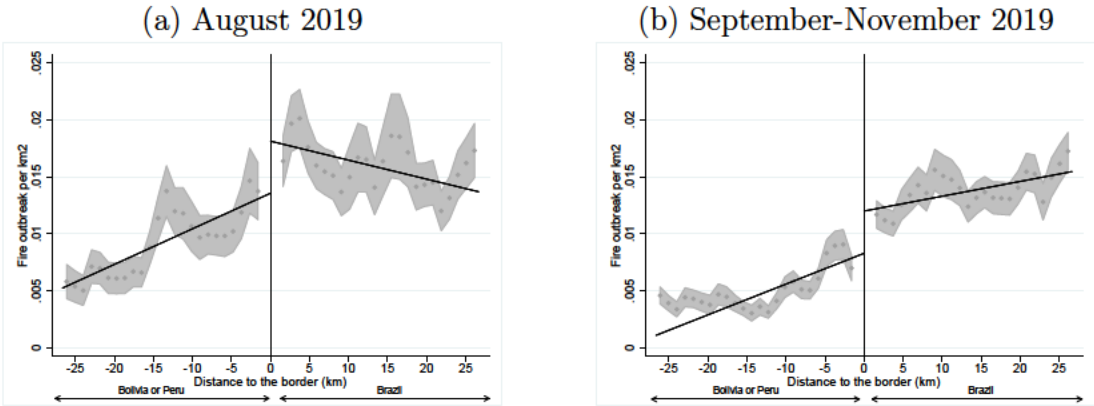 (a) August 2019
Fire outbreak per km2
.025
.02
.015
.01
.005
0
-25 -20 -15 -10 -5 0 5 10 15 20 25
Distance to the border (km)
Bolivia or Peru
Brazil
(b) September-November 2019
Fire outbreak per km2
.025
.02
.015
.01
.005
0
-25 -20 -15 -10 -5 0 5 10 15 20 25
Distance to the border (km)
Bolivia or Peru
Brazil